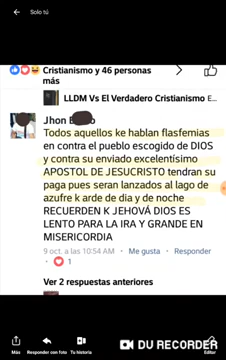 Solo tú
Cristianismo y 46 personas
más
LLDM Vs El Verdadero Cristianismo E...
Jhon
Todos aquellos ke hablan flasfemias
en contra el pueblo escogido de DIOS
y contra su enviado excelentísimo
APOSTOL DE JESUCRISTO tendran su
paga pues seran lanzados al lago de
azufre k arde de dia y de noche
RECUERDEN K JEHOVÁ DIOS ES
LENTO PARA LA IRA Y GRANDE EN
MISERICORDIA
9 oct. a las 10:54 AM · Me gusta · Responder
1
Ver 2 respuestas anteriores
Más
Responder con foto
Tu historia
DU RECORDER
Editar